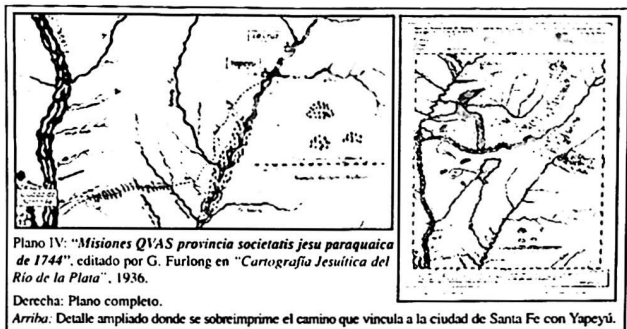 Plano IV: "Misiones QVAS provincia societatis jesu paraquaica
de 1744", editado por G. Furlong en "Cartografía Jesuítica del
Río de la Plata", 1936.
Derecha: Plano completo.
Arriba: Detalle ampliado donde se sobreimprime el camino que vincula a la ciudad de Santa Fe con Yapeyú.